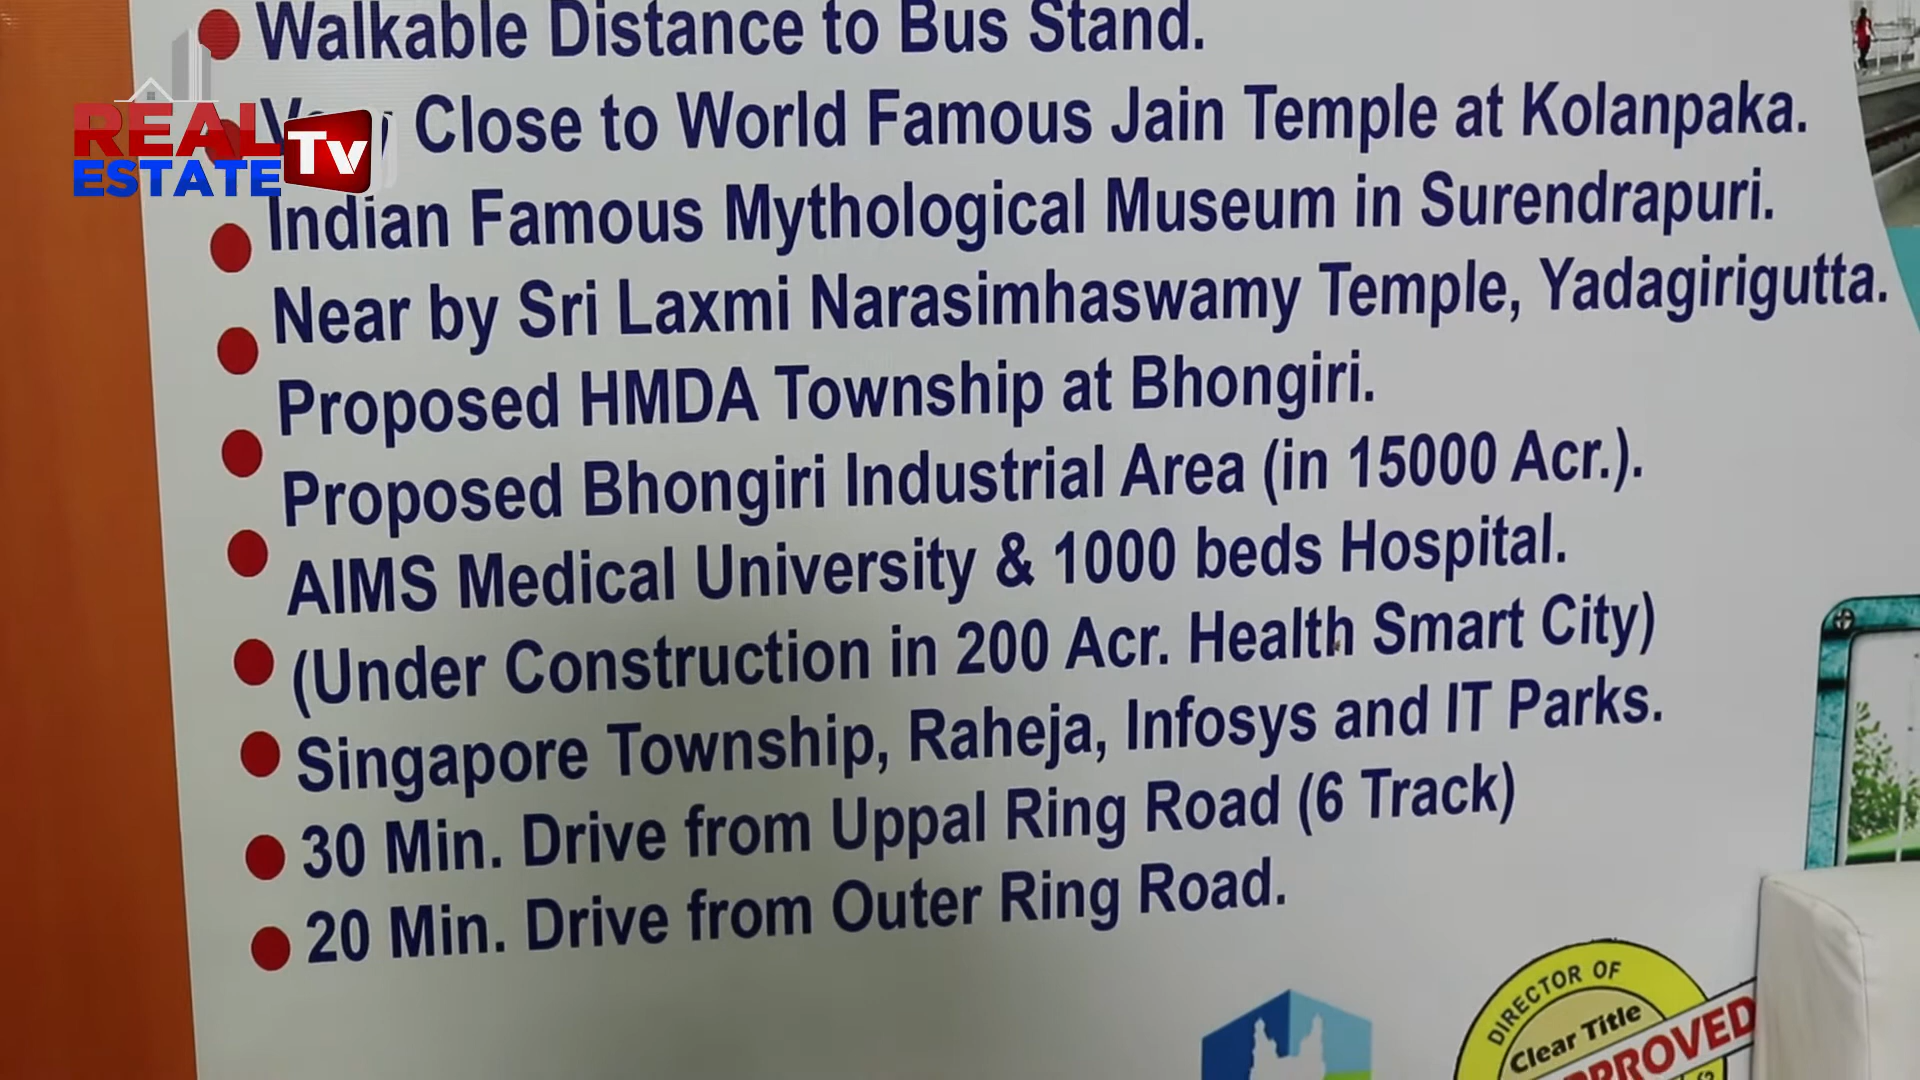 Walkable Distance to Bus Stand.
REAL ESTATE Tv
Very Close to World Famous Jain Temple at Kolanpaka.
Indian Famous Mythological Museum in Surendrapuri.
Near by Sri Laxmi Narasimhaswamy Temple, Yadagirigutta.
Proposed HMDA Township at Bhongiri.
Proposed Bhongiri Industrial Area (in 15000 Acr.).
AIMS Medical University & 1000 beds Hospital.
(Under Construction in 200 Acr. Health Smart City)
Singapore Township, Raheja, Infosys and IT Parks.
30 Min. Drive from Uppal Ring Road (6 Track)
20 Min. Drive from Outer Ring Road.
DIRECTOR OF
Clear Title
APPROVED